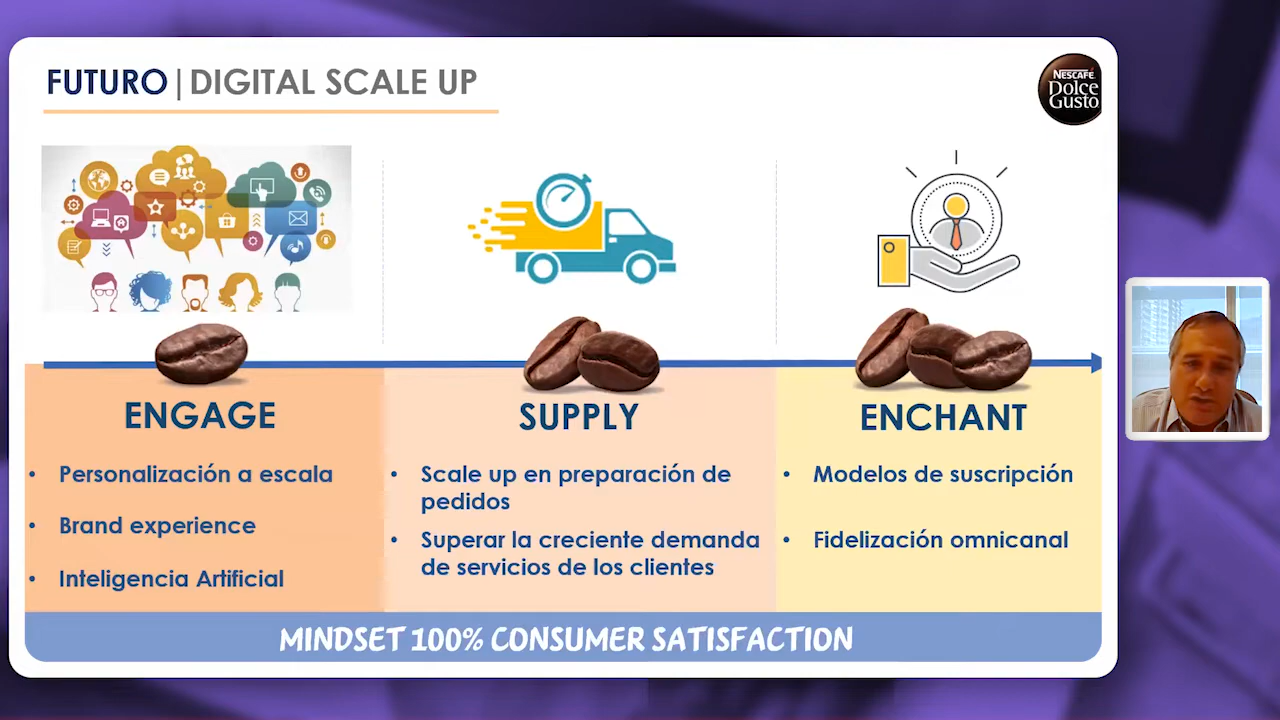 FUTURO|DIGITAL SCALE UP
NESCAFÉ
Dolce
Gusto
ENGAGE
• Personalización a escala
• Brand experience
• Inteligencia Artificial
SUPPLY
• Scale up en preparación de
pedidos
• Superar la creciente demanda
de servicios de los clientes
ENCHANT
• Modelos de suscripción
• Fidelización omnicanal
MINDSET 100% CONSUMER SATISFACTION